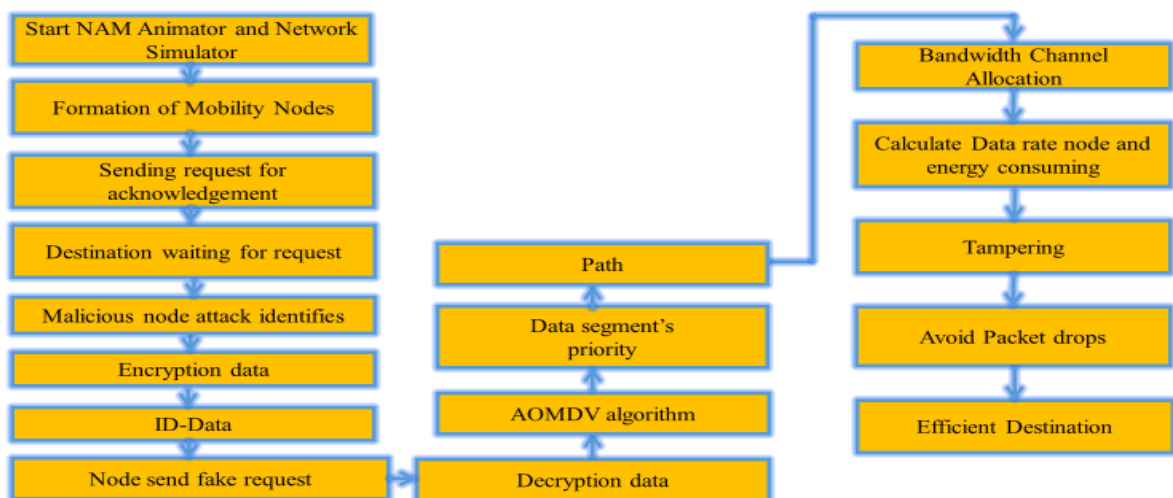 Start NAM Animator and Network
Simulator
Formation of Mobility Nodes
Sending request for
acknowledgement
Destination waiting for request
Malicious node attack identifies
Encryption data
ID-Data
Node send fake request
Decryption data
AOMDV algorithm
Data segment’s
priority
Path
Bandwidth Channel
Allocation
Calculate Data rate node and
energy consuming
Tampering
Avoid Packet drops
Efficient Destination